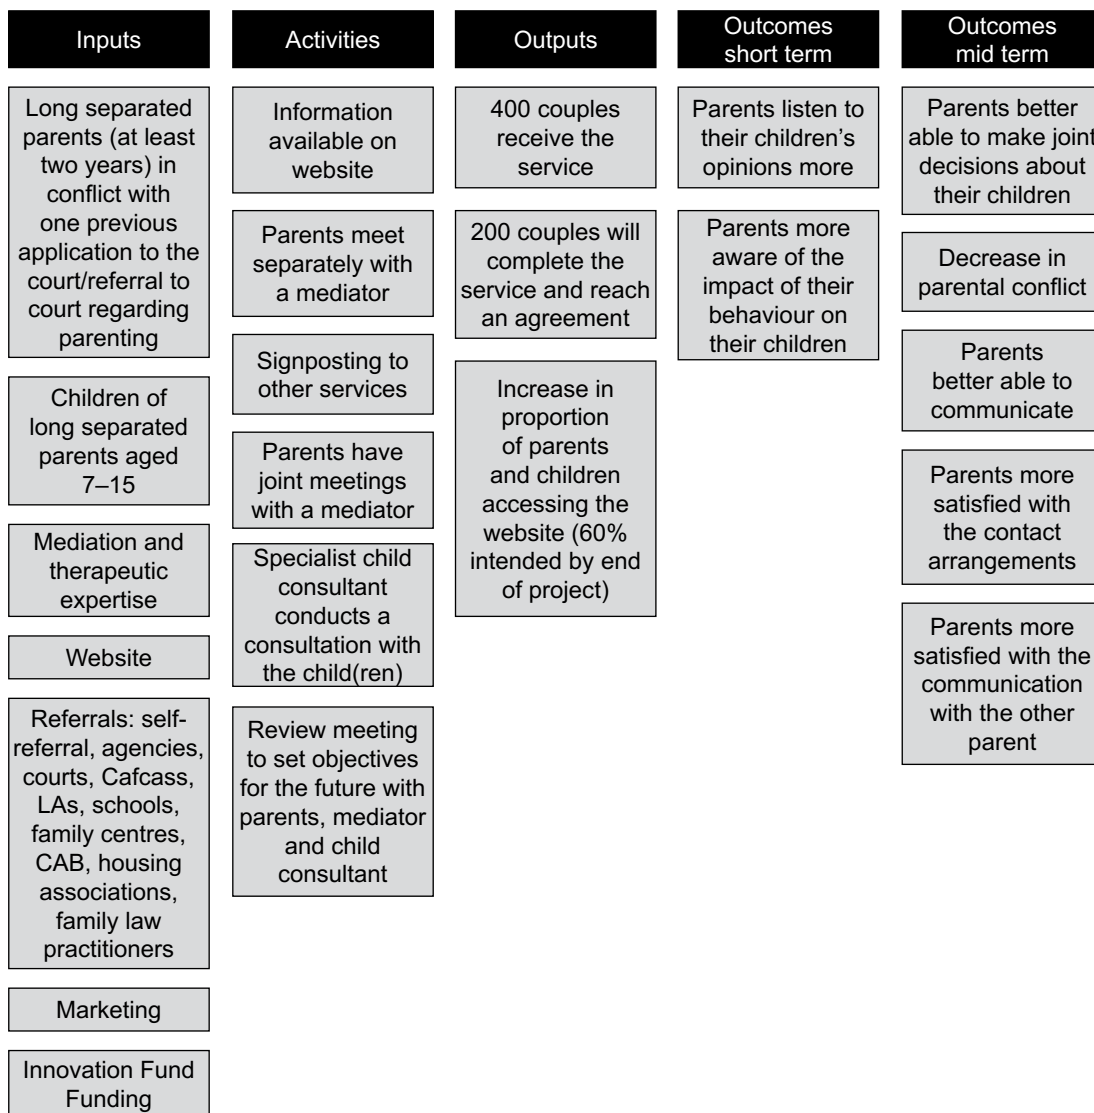 Inputs
Long separated
parents (at least
two years) in
conflict with
one previous
application to the
court/referral to
court regarding
parenting
Children of
long separated
parents aged
7–15
Mediation and
therapeutic
expertise
Website
Referrals: self-
referral, agencies,
courts, Cafcass,
LAs, schools,
family centres,
CAB, housing
associations,
family law
practitioners
Marketing
Innovation Fund
Funding
Activities
Information
available on
website
Parents meet
separately with
a mediator
Signposting to
other services
Parents have
joint meetings
with a mediator
Specialist child
consultant
conducts a
consultation with
the child(ren)
Review meeting
to set objectives
for the future with
parents, mediator
and child
consultant
Outputs
400 couples
receive the
service
200 couples will
complete the
service and reach
an agreement
Increase in
proportion
of parents
and children
accessing the
website (60%
intended by end
of project)
Outcomes
short term
Parents listen to
their children’s
opinions more
Parents more
aware of the
impact of their
behaviour on
their children
Outcomes
mid term
Parents better
able to make joint
decisions about
their children
Decrease in
parental conflict
Parents
better able to
communicate
Parents more
satisfied with
the contact
arrangements
Parents more
satisfied with the
communication
with the other
parent